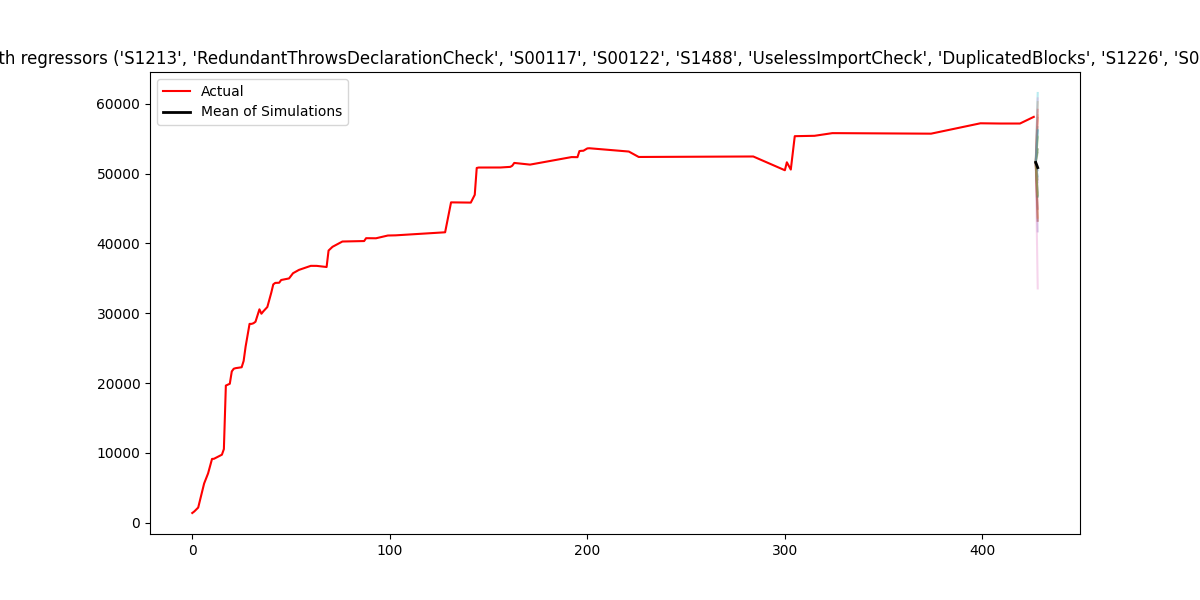 th regressors ('S1213', 'RedundantThrowsDeclarationCheck', 'S00117', 'S00122', 'S1488', 'UselessImportCheck', 'DuplicatedBlocks', 'S1226', 'S0
Actual
Mean of Simulations
60000
50000
40000
30000
20000
10000
0
0 100 200 300 400